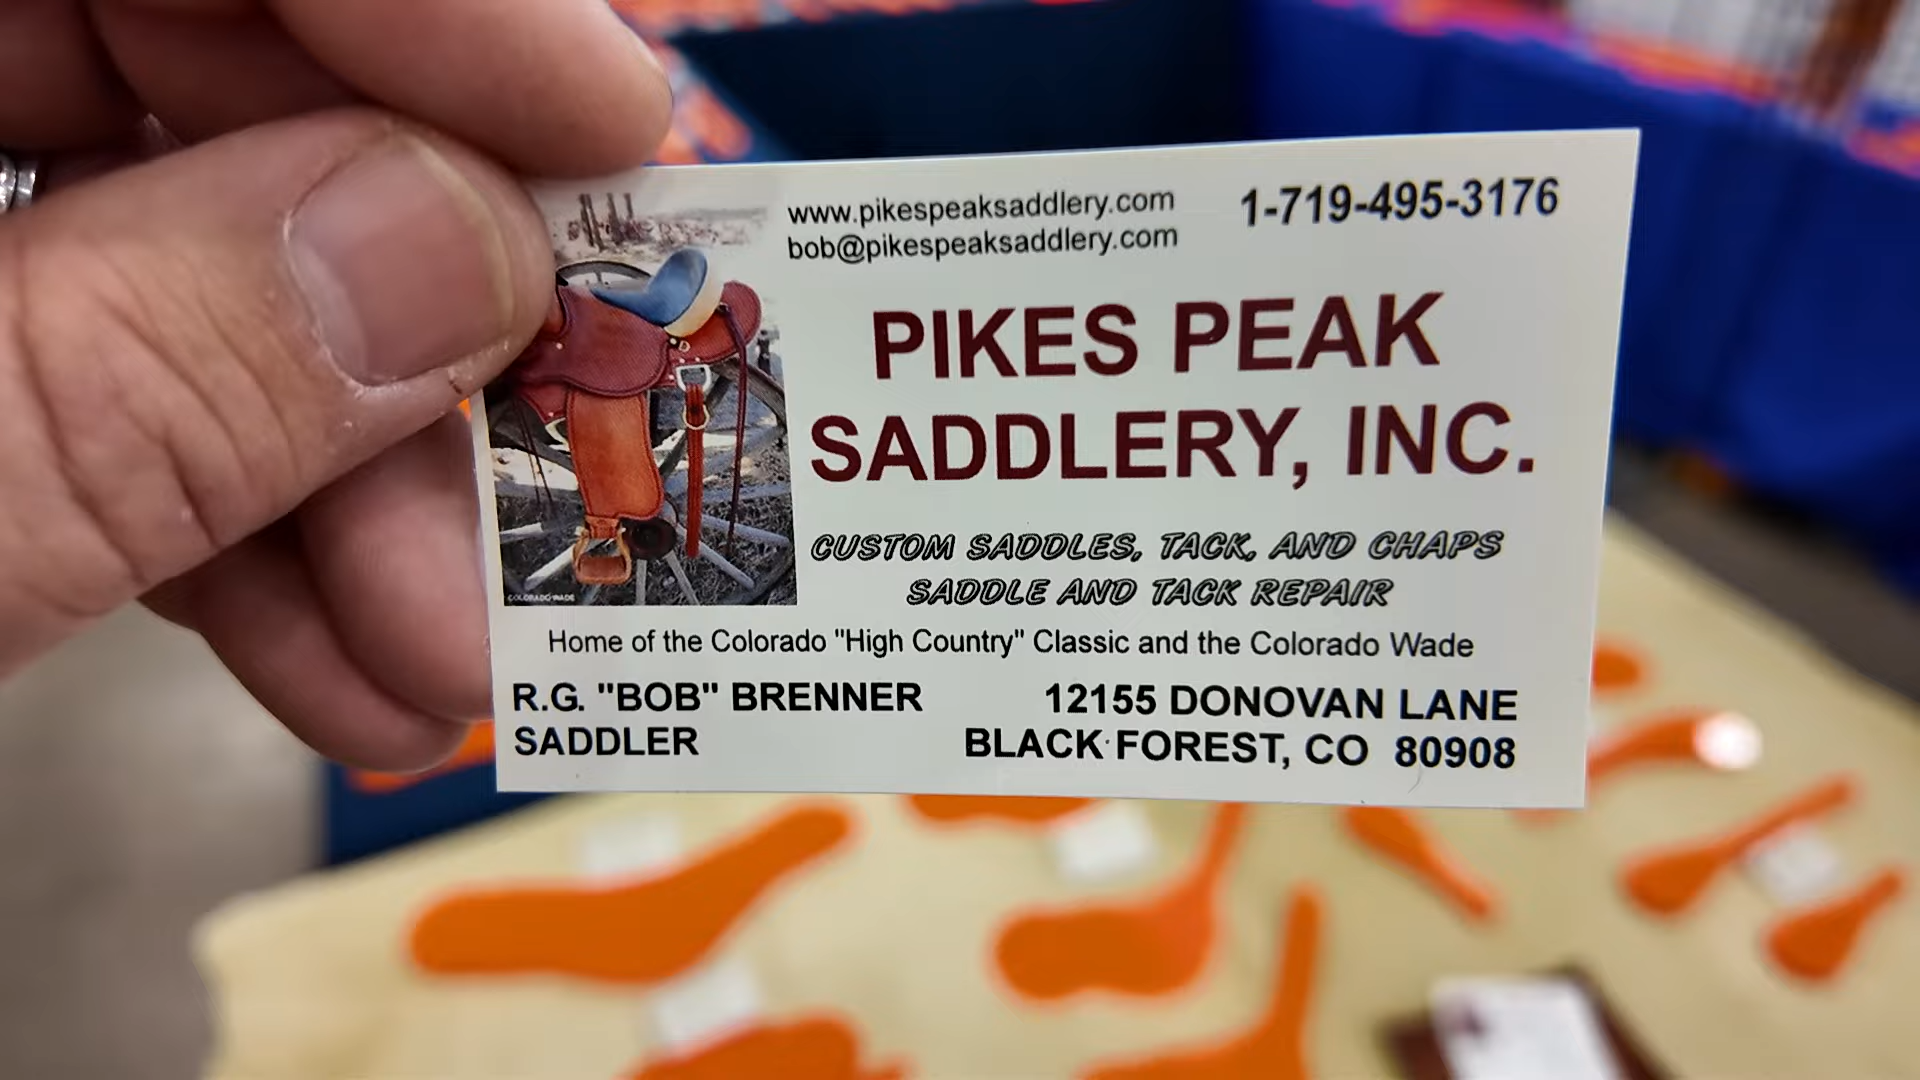 www.pikespeaksaddlery.com
bob@pikespeaksaddlery.com
1-719-495-3176
PIKES PEAK
SADDLERY, INC.
CUSTOM SADDLES, TACK, AND CHAPS
SADDLE AND TACK REPAIR
COLORADO WADE
Home of the Colorado "High Country" Classic and the Colorado Wade
R.G. "BOB" BRENNER
SADDLER
12155 DONOVAN LANE
BLACK FOREST, CO 80908